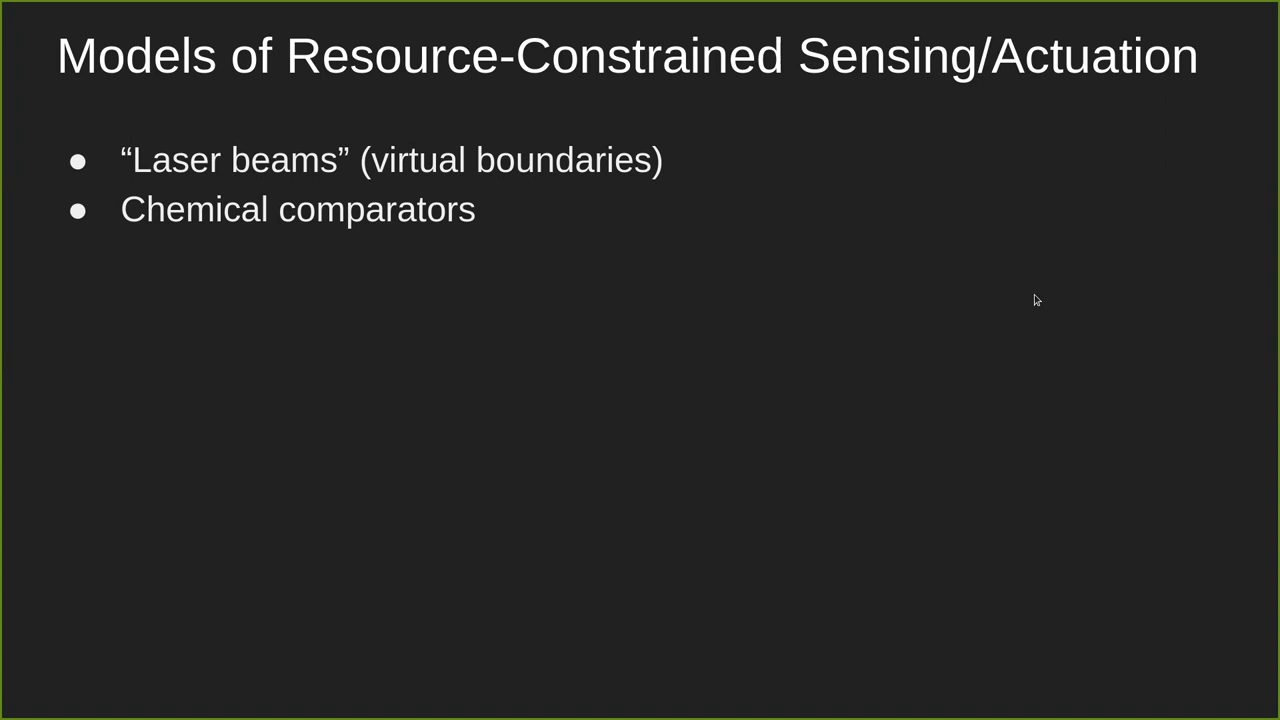 Models of Resource-Constrained Sensing/Actuation
● “Laser beams” (virtual boundaries)
● Chemical comparators